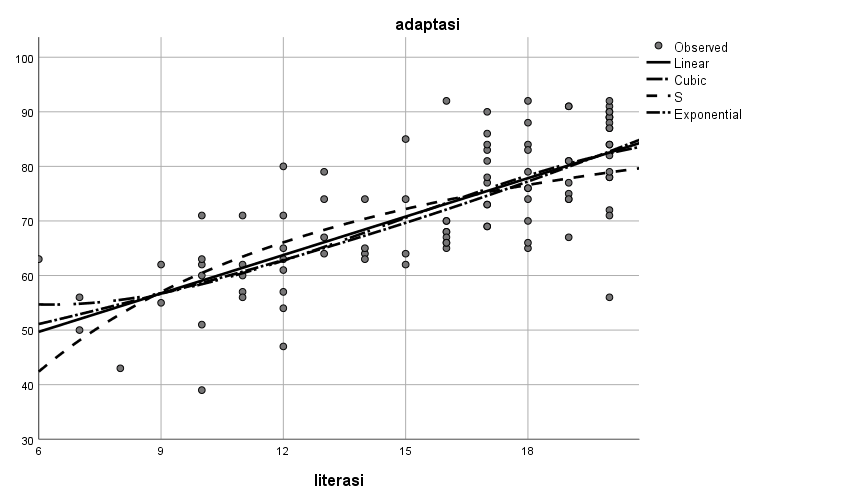 adaptasi
Observed
Linear
Cubic
S
Exponential
100
90
80
70
60
50
40
30
6 9 12 15 18
literasi